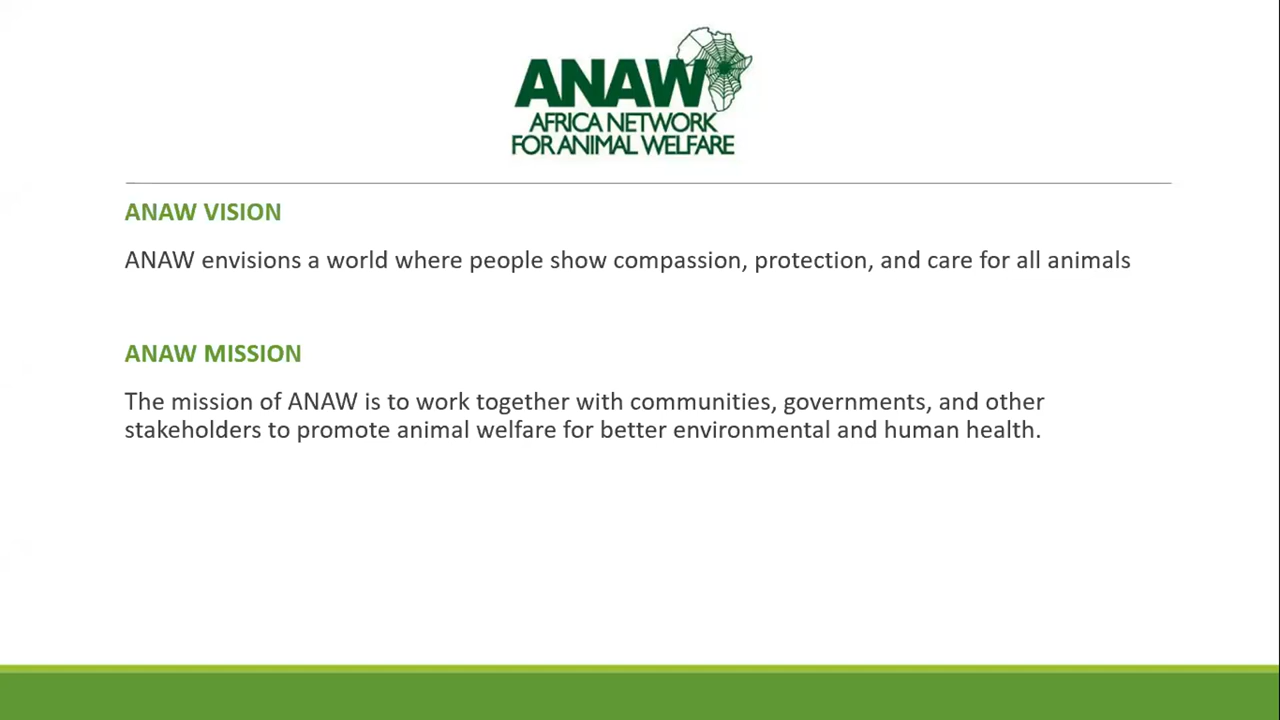 ANAW
AFRICA NETWORK
FOR ANIMAL WELFARE
ANAW VISION
ANAW envisions a world where people show compassion, protection, and care for all animals
ANAW MISSION
The mission of ANAW is to work together with communities, governments, and other
stakeholders to promote animal welfare for better environmental and human health.